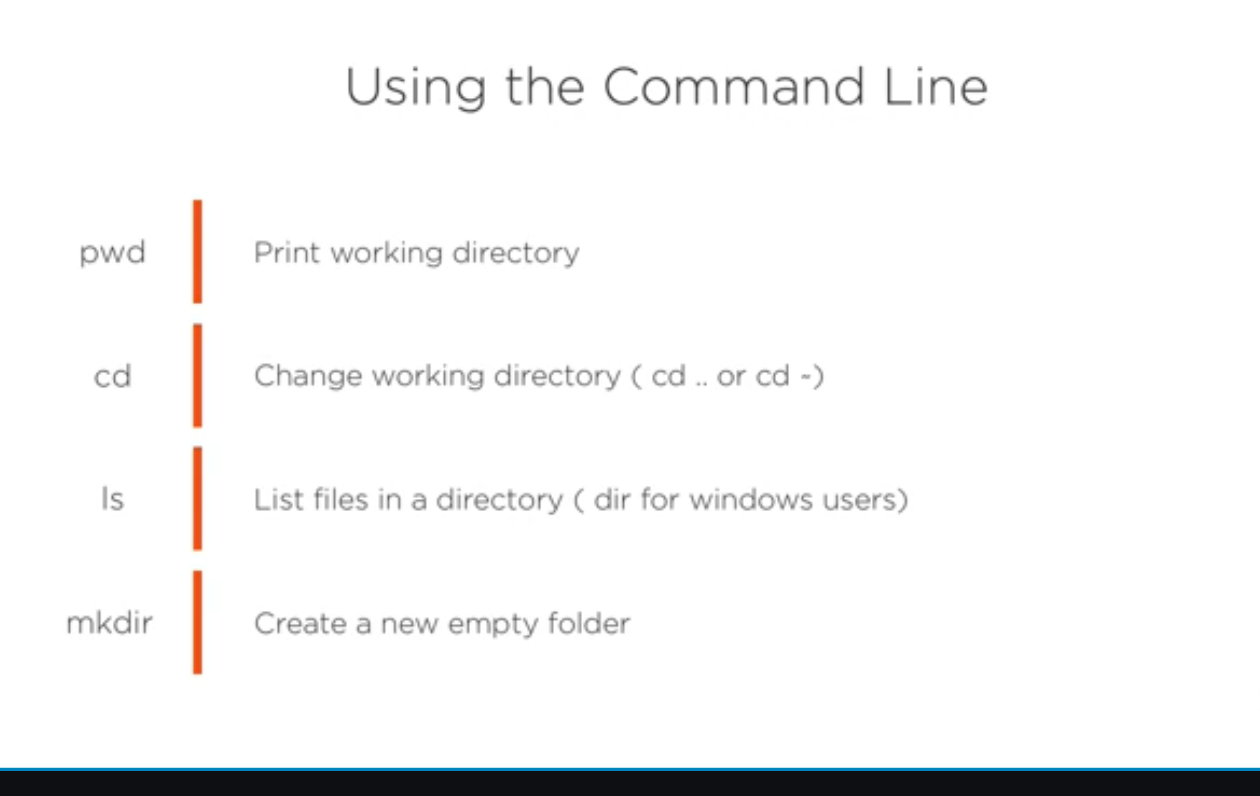 Using the Command Line
pwd
Print working directory
cd
Change working directory ( cd .. or cd ~)
ls
List files in a directory ( dir for windows users)
mkdir
Create a new empty folder